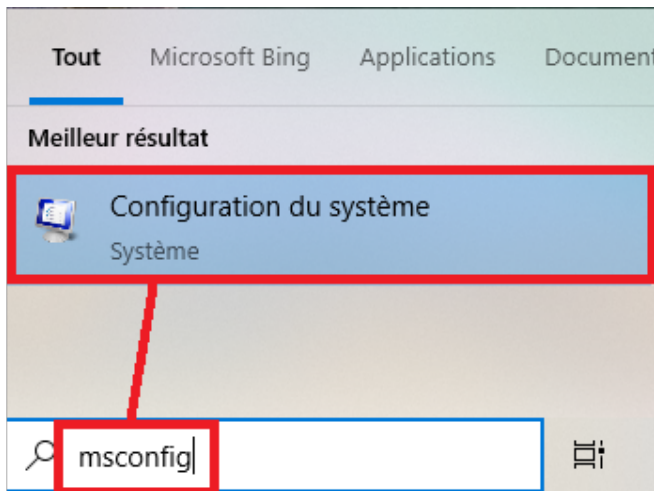 Tout Microsoft Bing Applications Document
Meilleur résultat
Configuration du système
Système
msconfig